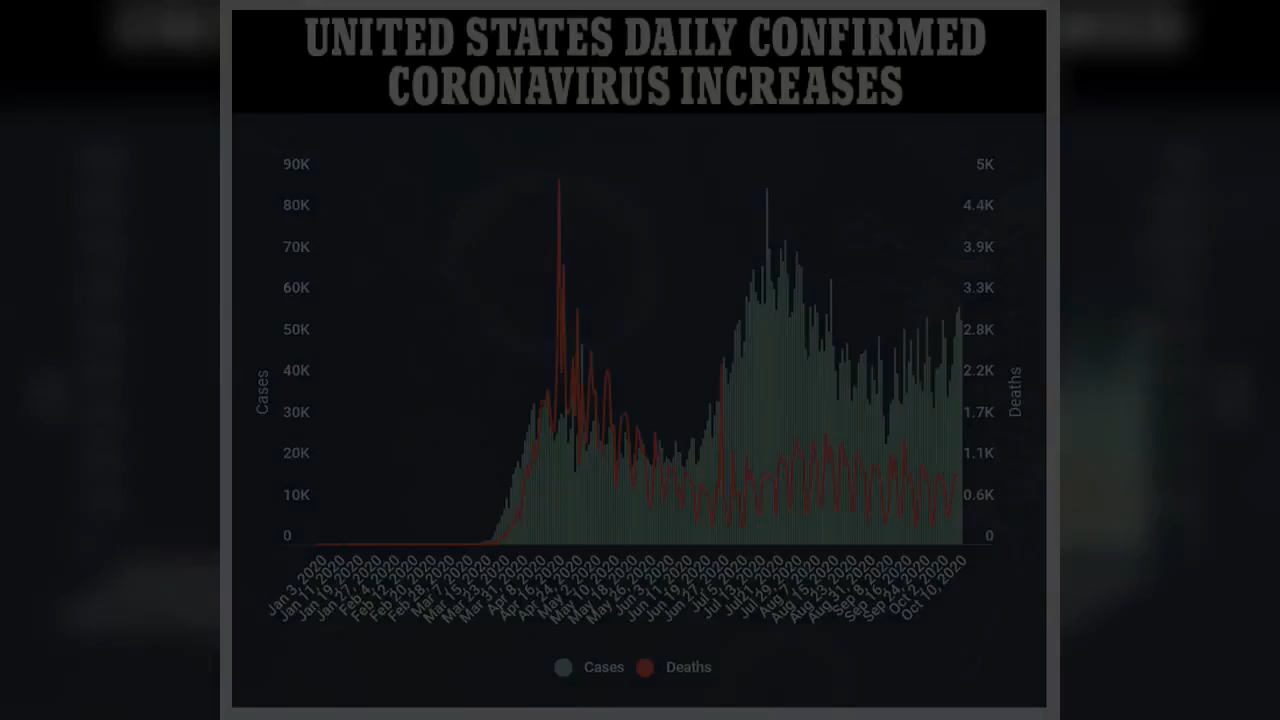 UNITED STATES DAILY CONFIRMED
CORONAVIRUS INCREASES
90K
80K
70K
60K
50K
40K
30K
20K
10K
0
Cases
5K
4.4K
3.9K
3.3K
2.8K
2.2K
1.7K
1.1K
0.6K
0
Deaths
Jan 3, 2020
Jan 11, 2020
Jan 19, 2020
Jan 27, 2020
Feb 4, 2020
Feb 12, 2020
Feb 20, 2020
Feb 28, 2020
Mar 7, 2020
Mar 15, 2020
Mar 23, 2020
Mar 31, 2020
Apr 8, 2020
Apr 16, 2020
Apr 24, 2020
May 2, 2020
May 10, 2020
May 18, 2020
May 26, 2020
Jun 3, 2020
Jun 11, 2020
Jun 19, 2020
Jun 27, 2020
Jul 5, 2020
Jul 13, 2020
Jul 21, 2020
Jul 29, 2020
Aug 7, 2020
Aug 15, 2020
Aug 23, 2020
Aug 31, 2020
Sep 8, 2020
Sep 16, 2020
Sep 24, 2020
Oct 2, 2020
Oct 10, 2020
Cases Deaths